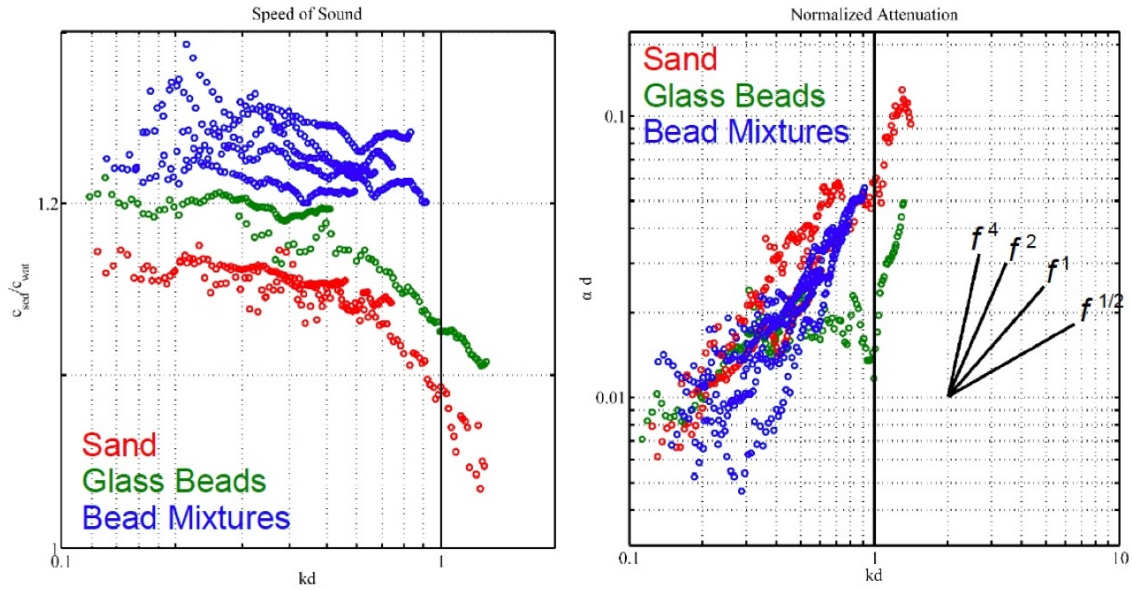 Speed of Sound
1.2
1
c_sed/c_wat
Sand
Glass Beads
Bead Mixtures
0.1
1
kd
Normalized Attenuation
Sand
Glass Beads
Bead Mixtures
0.1
0.01
α d
f 4
f 2
f 1
f 1/2
0.1
1
10
kd